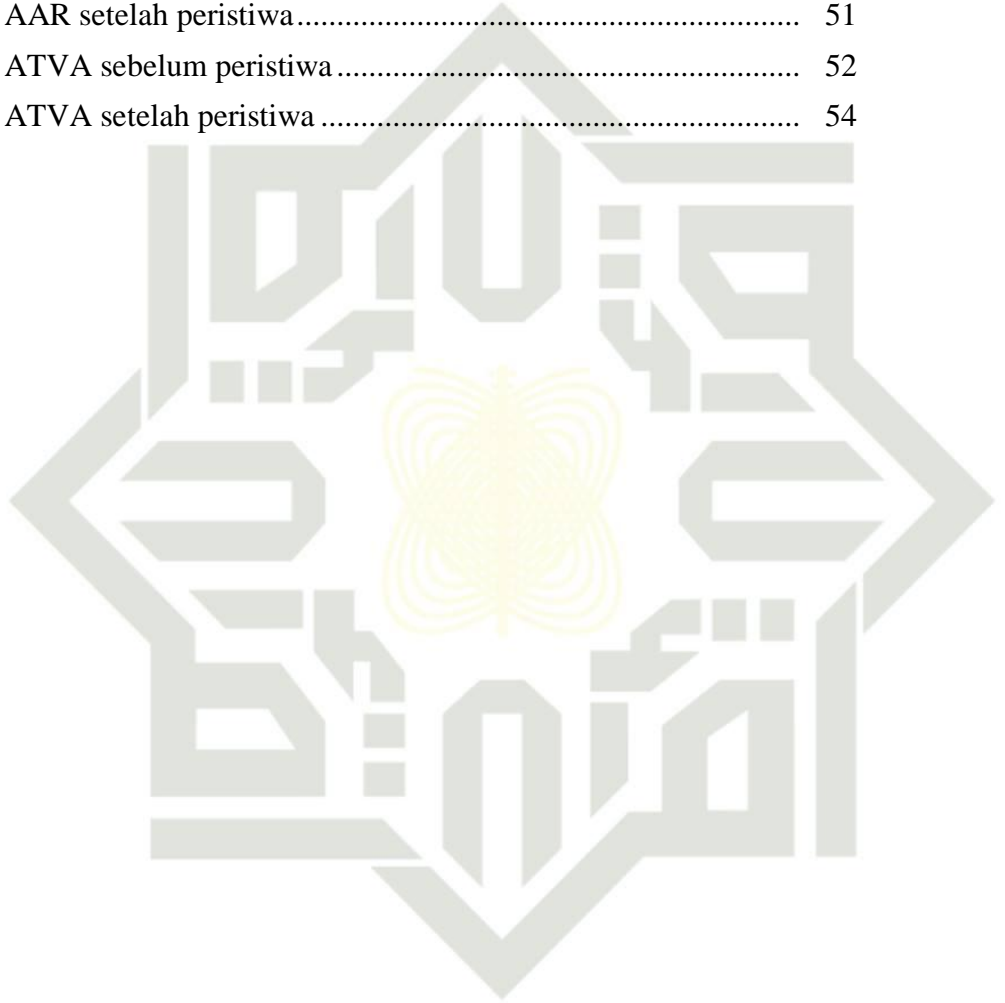 AAR setelah peristiwa.............................................................. 51
ATVA sebelum peristiwa......................................................... 52
ATVA setelah peristiwa........................................................... 54